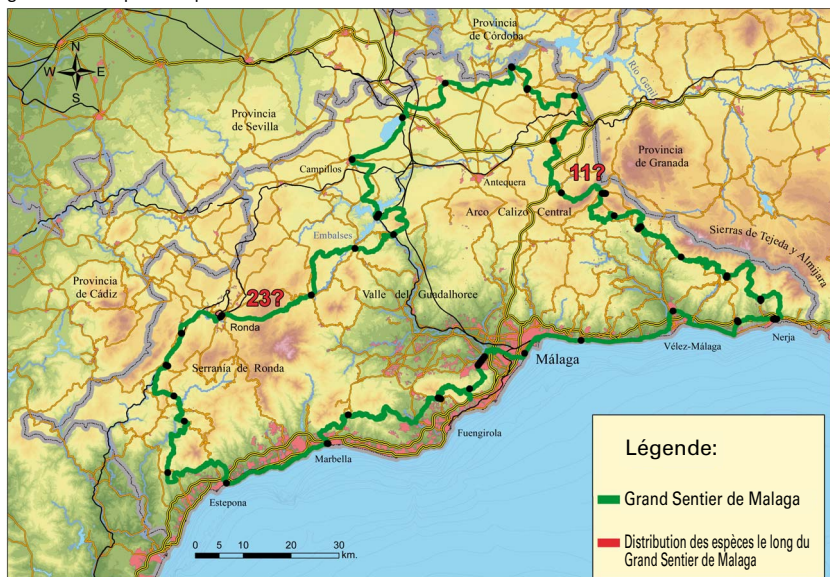 Provincia
de Córdoba
Río Genil
N
W E
S
Provincia
de Sevilla
Provincia
de Granada
Campillos
11?
Antequera
Arco Calizo Central
Sierras de Tejeda y Almijara
Embalses
Provincia
de Cádiz
23?
Valle del Guadalhorce
Ronda
Nerja
Vélez-Málaga
Málaga
Serranía de Ronda
Fuengirola
Marbella
Estepona
Légende:
Grand Sentier de Malaga
Distribution des espèces le long du
Grand Sentier de Malaga
0 5 10 20 30
km.